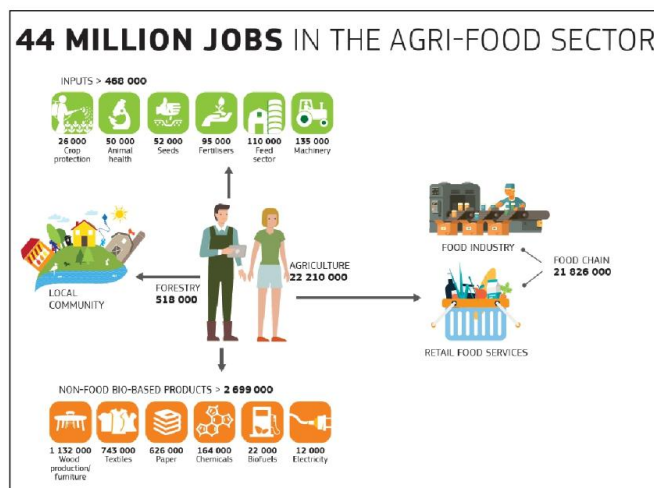 44 MILLION JOBS IN THE AGRI-FOOD SECTOR
INPUTS > 468 000
26 000
Crop
protection
50 000
Animal
health
52 000
Seeds
95 000
Fertilisers
110 000
Feed
sector
135 000
Machinery
LOCAL
COMMUNITY
FORESTRY
518 000
AGRICULTURE
22 210 000
FOOD INDUSTRY
FOOD CHAIN
21 826 000
RETAIL FOOD SERVICES
NON-FOOD BIO-BASED PRODUCTS > 2 699 000
1 132 000
Wood
production/
furniture
743 000
Textiles
626 000
Paper
164 000
Chemicals
22 000
Biofuels
12 000
Electricity